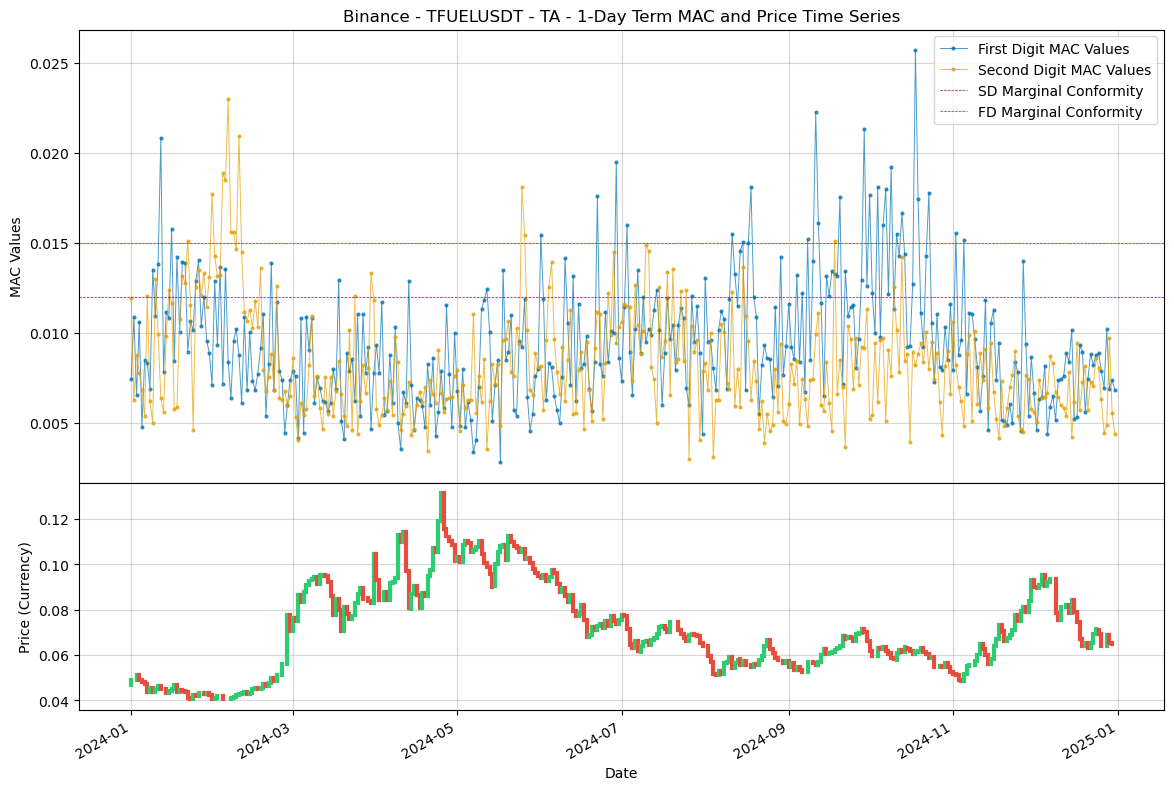 Binance - TFUELUSDT - TA - 1-Day Term MAC and Price Time Series
First Digit MAC Values
Second Digit MAC Values
SD Marginal Conformity
FD Marginal Conformity
MAC Values
0.025
0.020
0.015
0.010
0.005
Price (Currency)
0.12
0.10
0.08
0.06
0.04
2024-01
2024-03
2024-05
2024-07
2024-09
2024-11
2025-01
Date